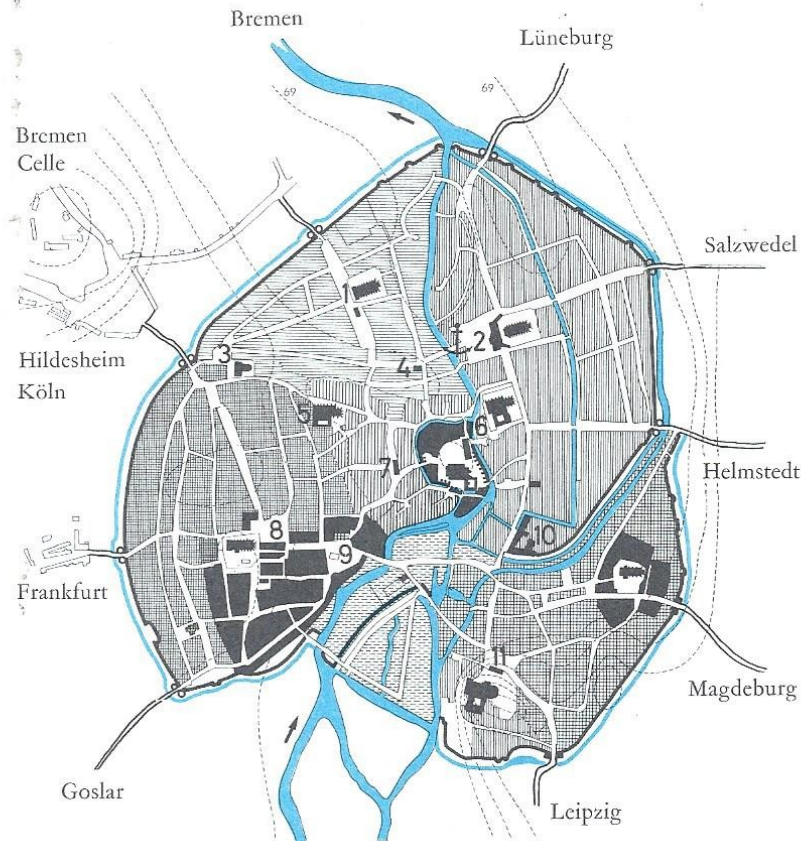 Bremen
Lüneburg
69
69
Bremen
Celle
Salzwedel
1
2
3
4
Hildesheim
Köln
5
6
7
Helmstedt
8
9
10
Frankfurt
11
Magdeburg
Goslar
Leipzig